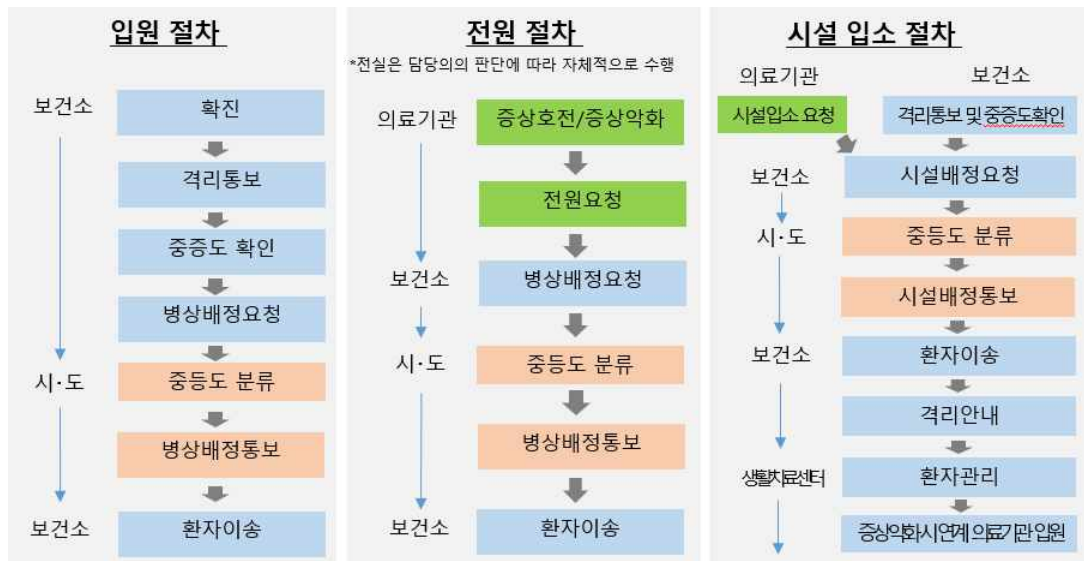 입원 절차
보건소
확진
격리통보
중증도 확인
병상배정요청
시·도
중등도 분류
병상배정통보
보건소
환자이송
전원 절차
*전실은 담당의의 판단에 따라 자체적으로 수행
의료기관
증상호전/증상악화
전원요청
보건소
병상배정요청
시·도
중등도 분류
병상배정통보
보건소
환자이송
시설 입소 절차
의료기관
보건소
시설입소 요청
격리통보 및 중증도확인
보건소
시설배정요청
시·도
중등도 분류
시설배정통보
보건소
환자이송
격리안내
생활치료센터
환자관리
증상악화시 연계 의료기관 입원